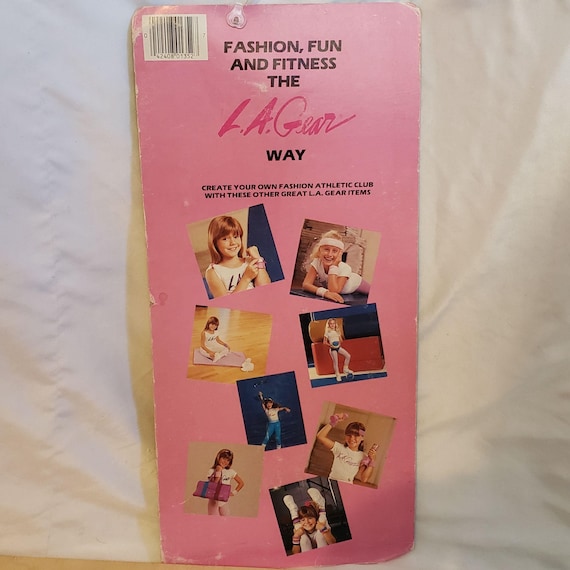 FASHION, FUN
AND FITNESS
THE
L.A. Gear
WAY
CREATE YOUR OWN FASHION ATHLETIC CLUB
WITH THESE OTHER GREAT L.A. GEAR ITEMS